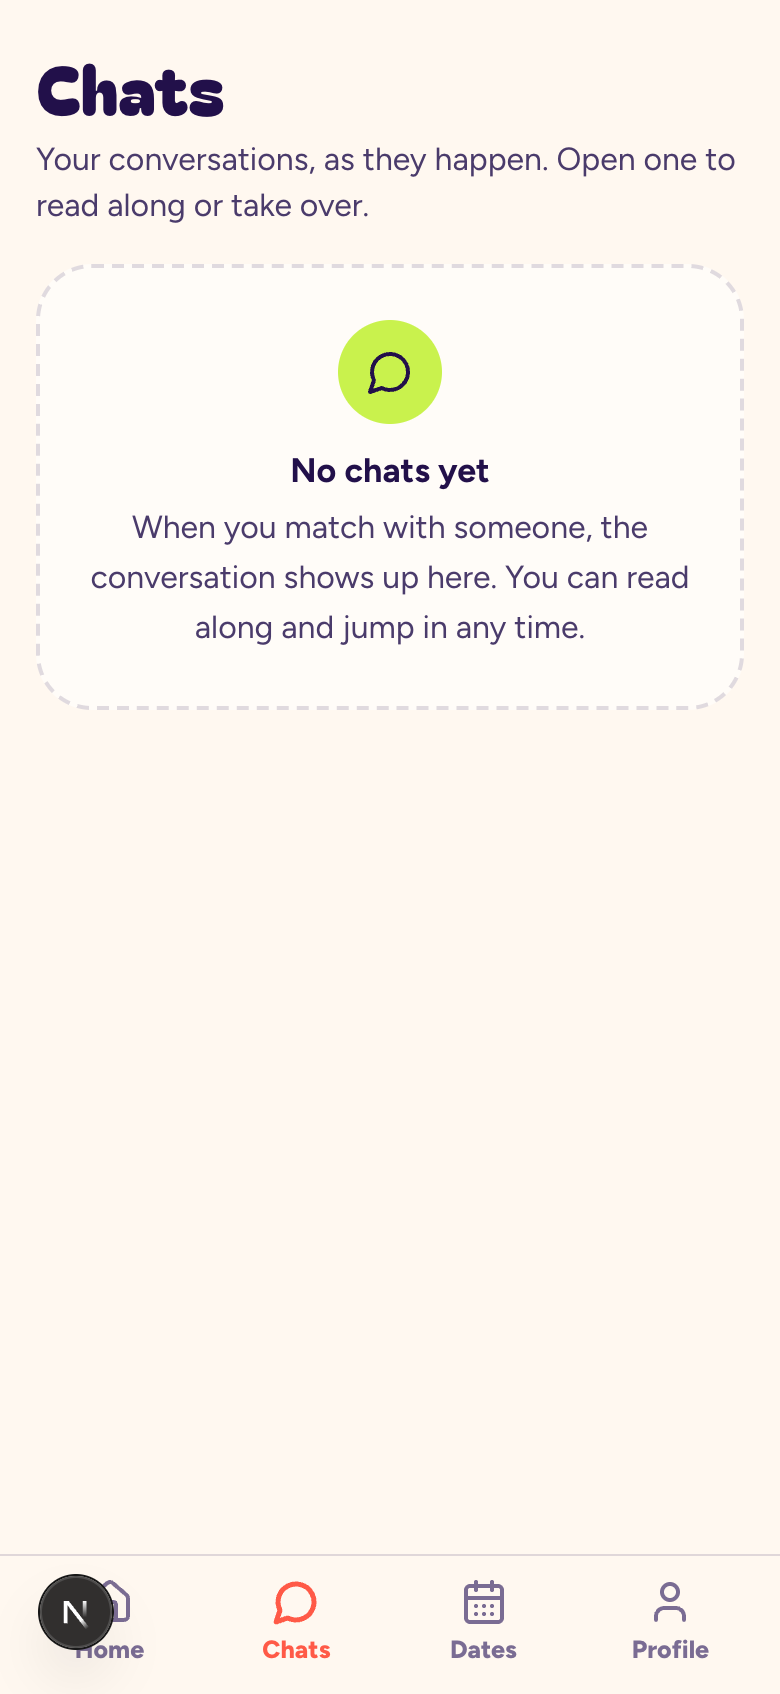 Chats
Your conversations, as they happen. Open one to
read along or take over.
No chats yet
When you match with someone, the
conversation shows up here. You can read
along and jump in any time.
N
Home
Chats
Dates
Profile